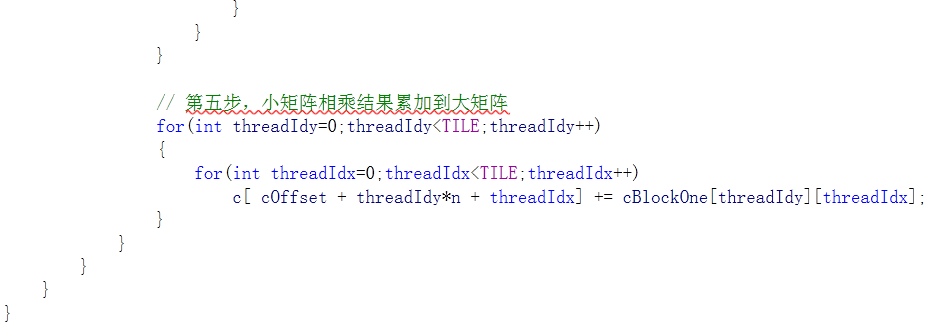 }
}
}
// 第五步，小矩阵相乘结果累加到大矩阵
for(int threadIdy=0;threadIdy<TILE;threadIdy++)
{
for(int threadIdx=0;threadIdx<TILE;threadIdx++)
c[ cOffset + threadIdy*n + threadIdx] += cBlockOne[threadIdy][threadIdx];
}
}
}
}
}